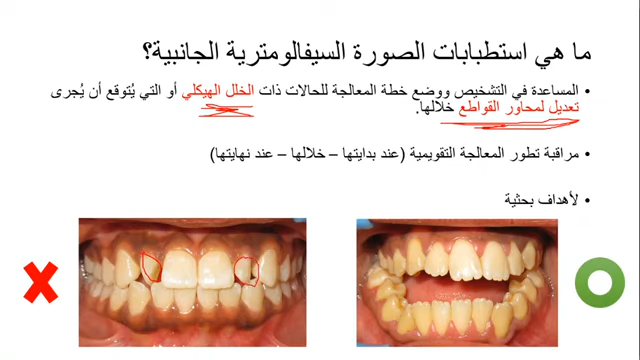 ما هي استطبابات الصورة السيفالومترية الجانبية؟
• المساعدة في التشخيص ووضع خطة المعالجة للحالات ذات الخلل الهيكلي أو التي يُتوقع أن يُجرى
تعديل لمحاور القواطع خلالها.
• مراقبة تطور المعالجة التقويمية (عند بدايتها – خلالها – عند نهايتها)
• لأهداف بحثية